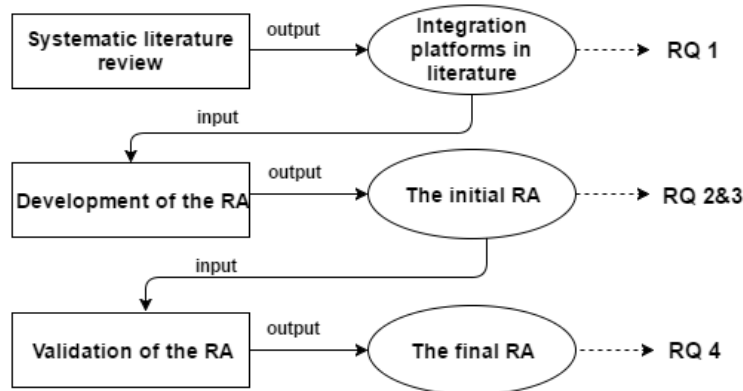 Systematic literature
review
output
Integration
platforms in
literature
RQ 1
input
Development of the RA
output
The initial RA
RQ 2&3
input
Validation of the RA
output
The final RA
RQ 4